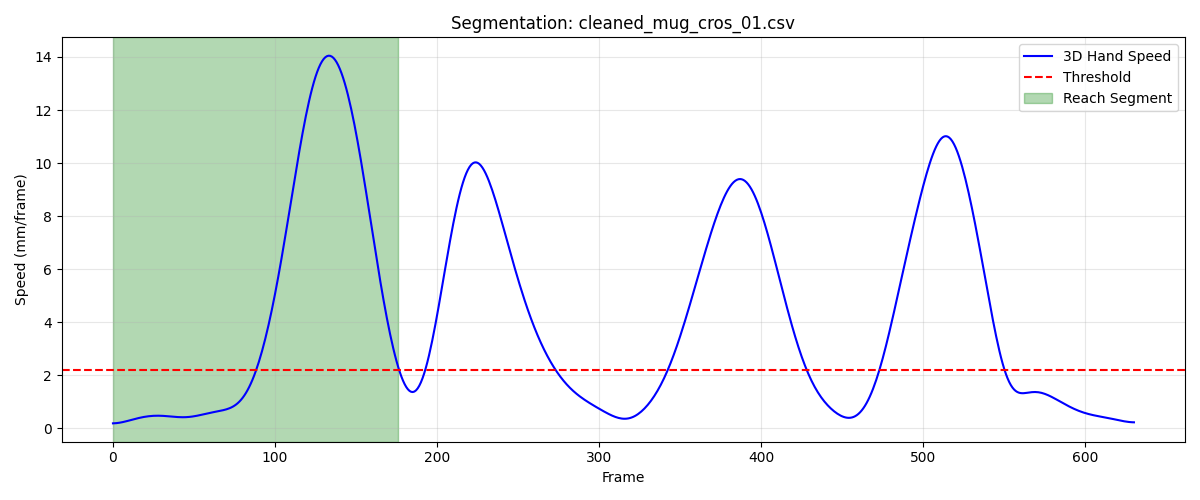 Segmentation: cleaned_mug_cros_01.csv
3D Hand Speed
Threshold
Reach Segment
Speed (mm/frame)
14
12
10
8
6
4
2
0
0 100 200 300 400 500 600
Frame